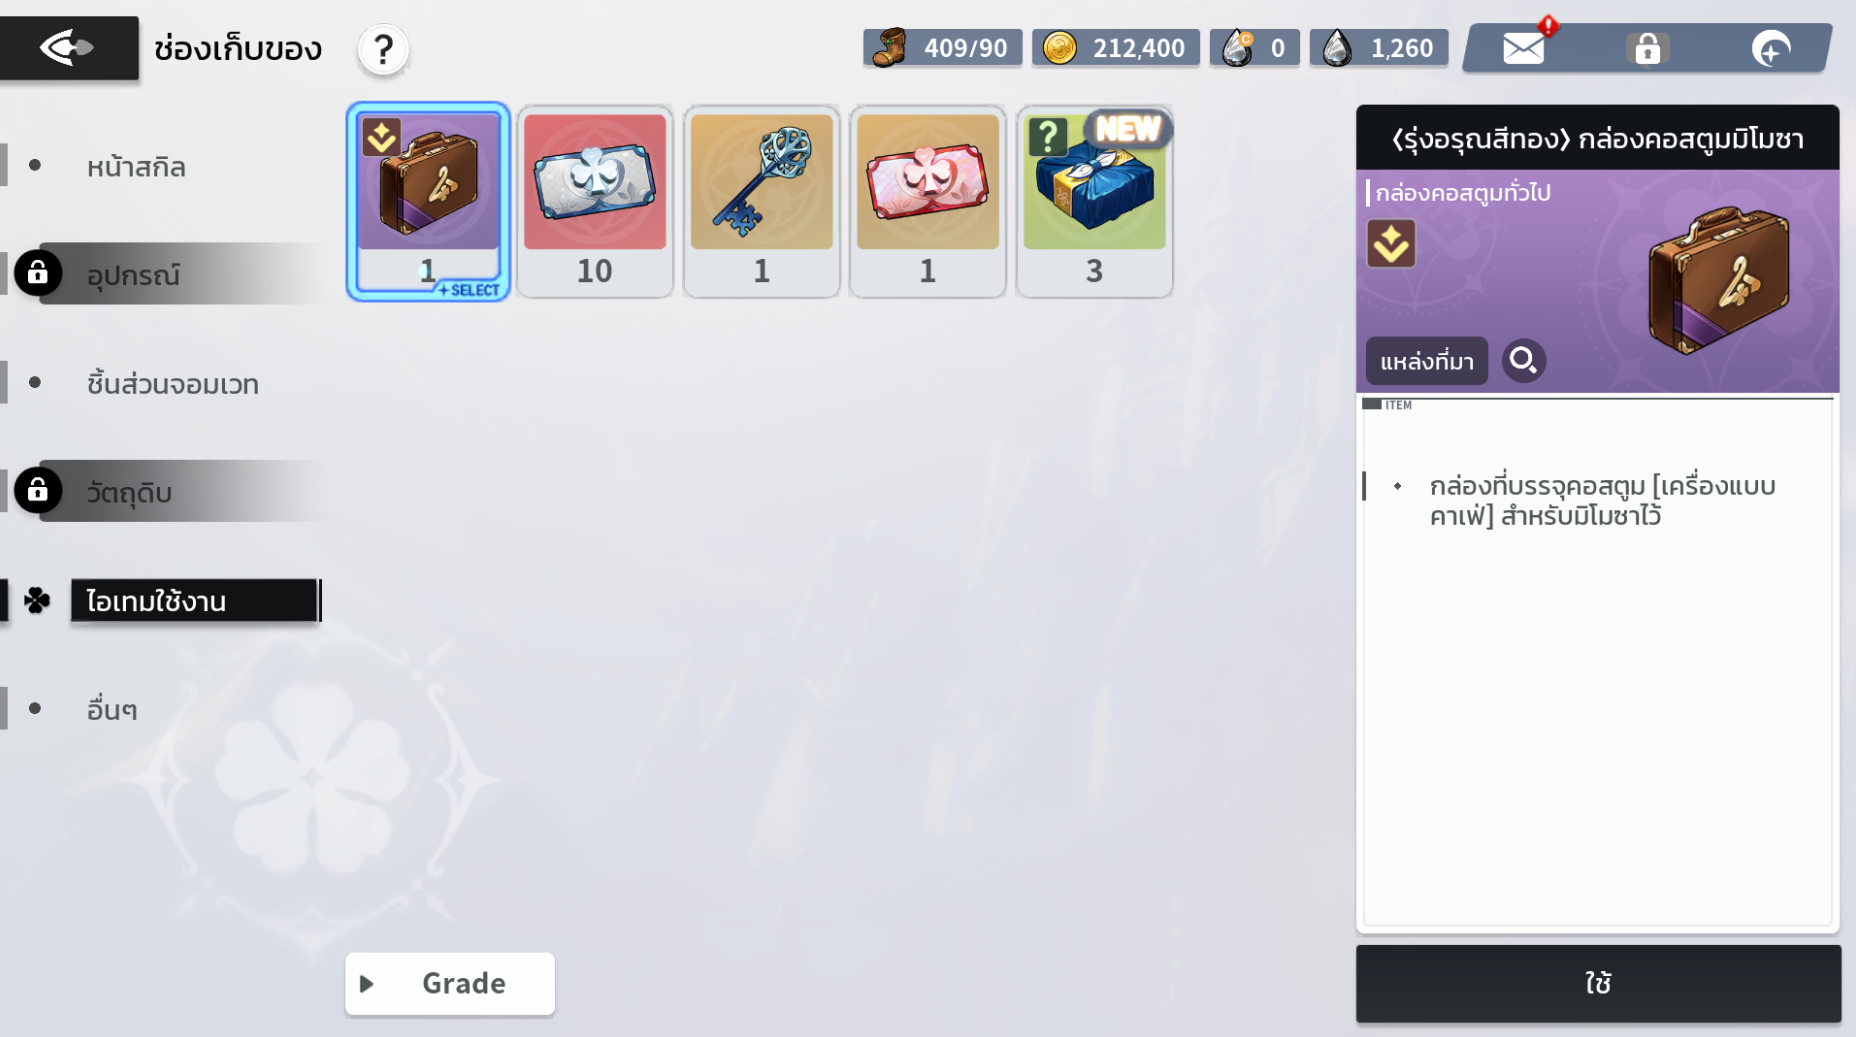 ช่องเก็บของ
?
409/90
212,400
0
1,260
หน้าสกิล
อุปกรณ์
ชิ้นส่วนจอมเวท
วัตถุดิบ
ไอเทมใช้งาน
อื่นๆ
1
SELECT
10
1
1
?
NEW
3
Grade
<รุ่งอรุณสีทอง> กล่องคอสตูมมิโมซา
กล่องคอสตูมทั่วไป
แหล่งที่มา
ITEM
กล่องที่บรรจุคอสตูม [เครื่องแบบ
คาเฟ่] สำหรับมิโมซาไว้
ใช้